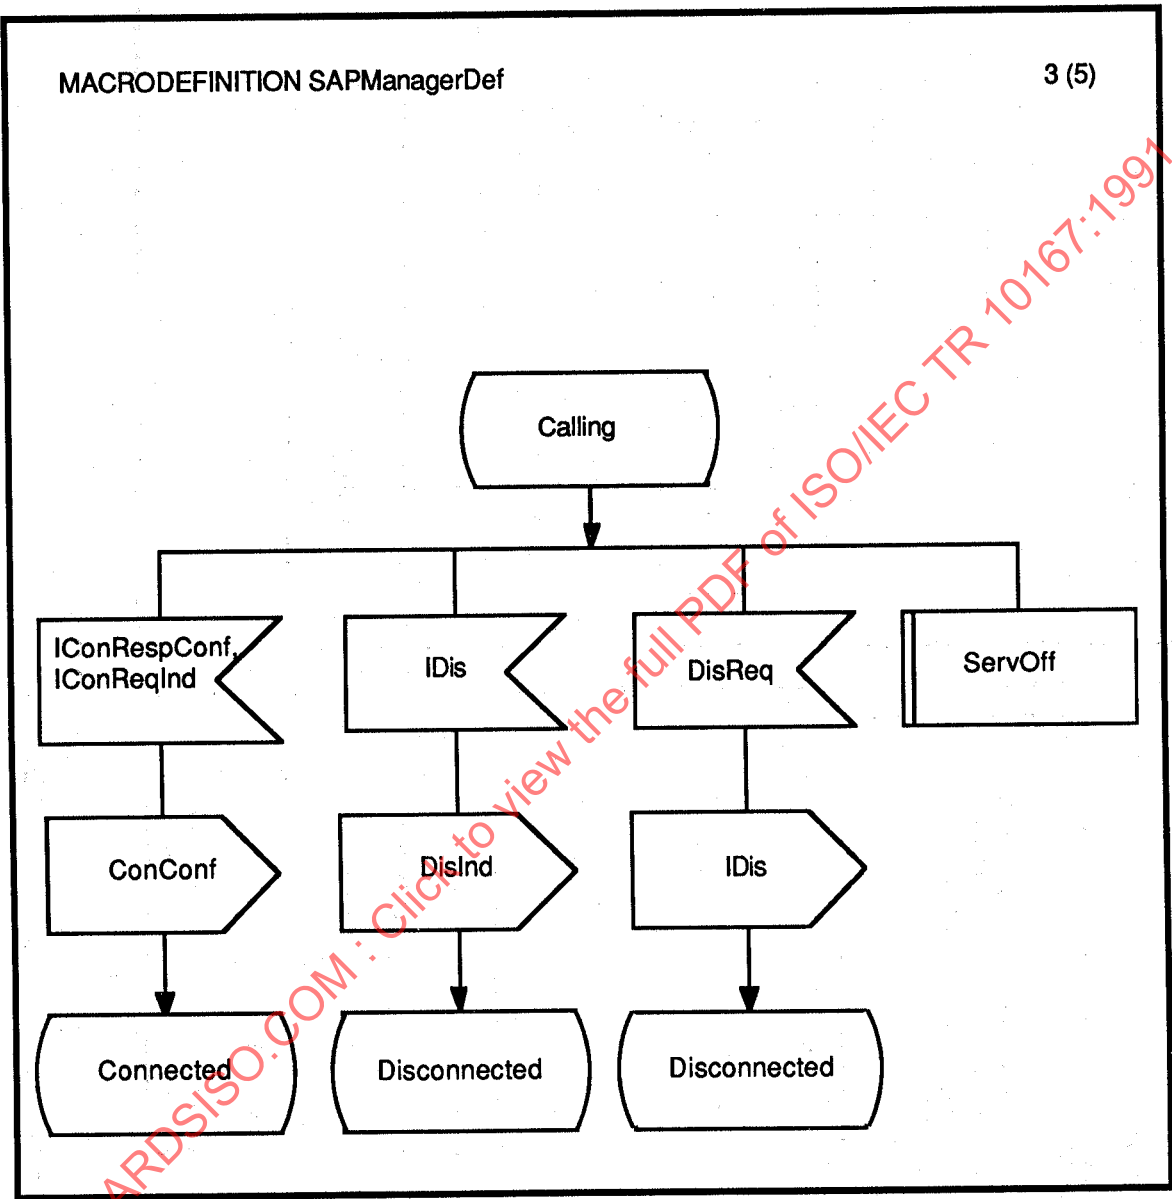 MACRODEFINITION SAPManagerDef
3 (5)
Calling
IConRespConf,
IConReqInd
IDis
DisReq
ServOff
ConConf
DisInd
IDis
Connected
Disconnected
Disconnected
ARDSISO.COM : Click to view the full PDF of ISO/IEC TR 10167:1991